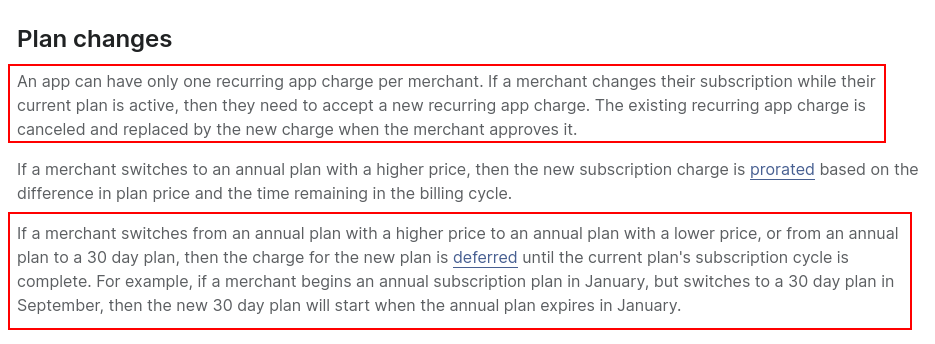 Plan changes
An app can have only one recurring app charge per merchant. If a merchant changes their subscription while their
current plan is active, then they need to accept a new recurring app charge. The existing recurring app charge is
canceled and replaced by the new charge when the merchant approves it.
If a merchant switches to an annual plan with a higher price, then the new subscription charge is prorated based on the
difference in plan price and the time remaining in the billing cycle.
If a merchant switches from an annual plan with a higher price to an annual plan with a lower price, or from an annual
plan to a 30 day plan, then the charge for the new plan is deferred until the current plan's subscription cycle is
complete. For example, if a merchant begins an annual subscription plan in January, but switches to a 30 day plan in
September, then the new 30 day plan will start when the annual plan expires in January.